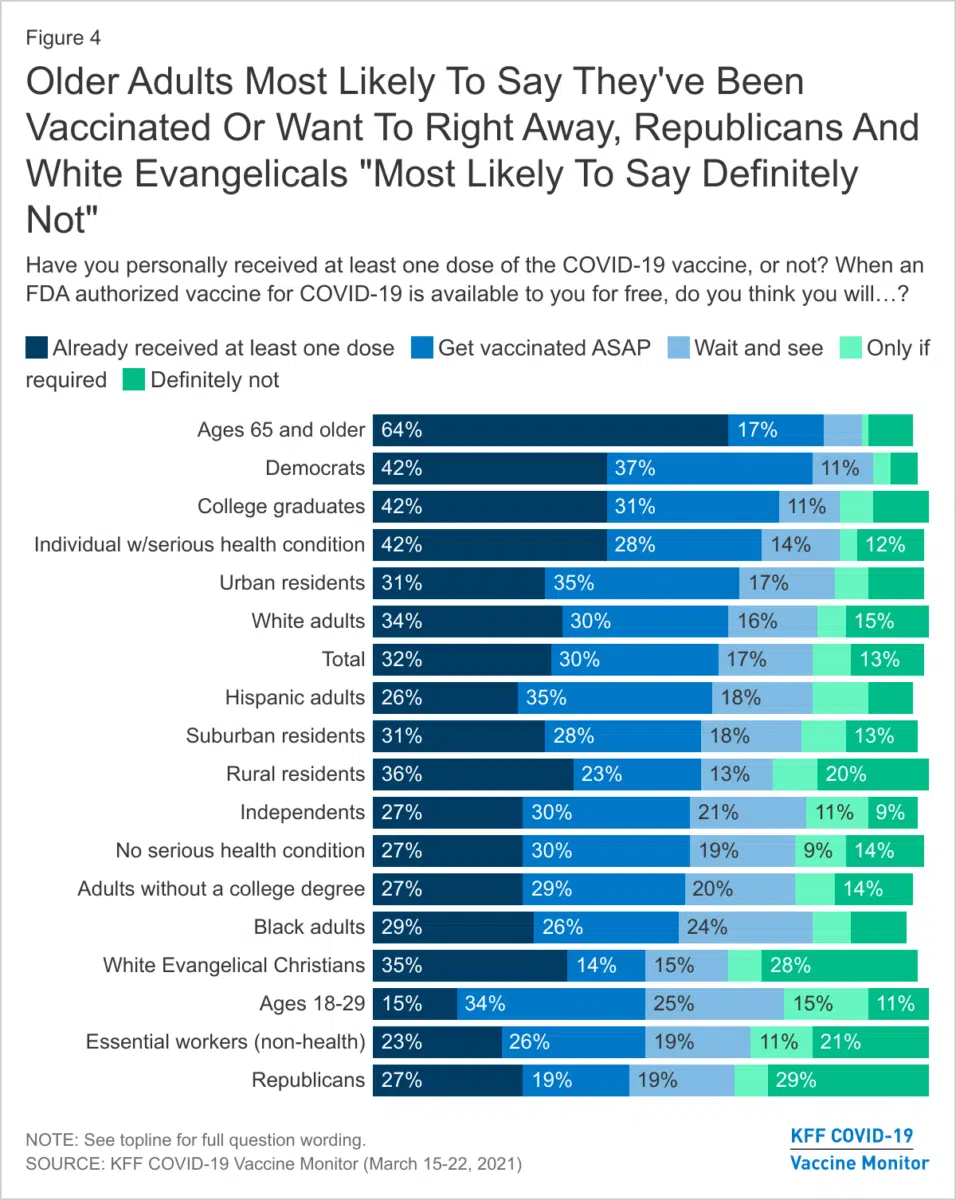 Figure 4
Older Adults Most Likely To Say They've Been
Vaccinated Or Want To Right Away, Republicans And
White Evangelicals "Most Likely To Say Definitely
Not"
Have you personally received at least one dose of the COVID-19 vaccine, or not? When an
FDA authorized vaccine for COVID-19 is available to you for free, do you think you will…?
Already received at least one dose Get vaccinated ASAP Wait and see Only if
required Definitely not
Ages 65 and older 64% 17%
Democrats 42% 37% 11%
College graduates 42% 31% 11%
Individual w/serious health condition 42% 28% 14% 12%
Urban residents 31% 35% 17%
White adults 34% 30% 16% 15%
Total 32% 30% 17% 13%
Hispanic adults 26% 35% 18%
Suburban residents 31% 28% 18% 13%
Rural residents 36% 23% 13% 20%
Independents 27% 30% 21% 11% 9%
No serious health condition 27% 30% 19% 9% 14%
Adults without a college degree 27% 29% 20% 14%
Black adults 29% 26% 24%
White Evangelical Christians 35% 14% 15% 28%
Ages 18-29 15% 34% 25% 15% 11%
Essential workers (non-health) 23% 26% 19% 11% 21%
Republicans 27% 19% 19% 29%
NOTE: See topline for full question wording.
SOURCE: KFF COVID-19 Vaccine Monitor (March 15-22, 2021)
KFF COVID-19
Vaccine Monitor